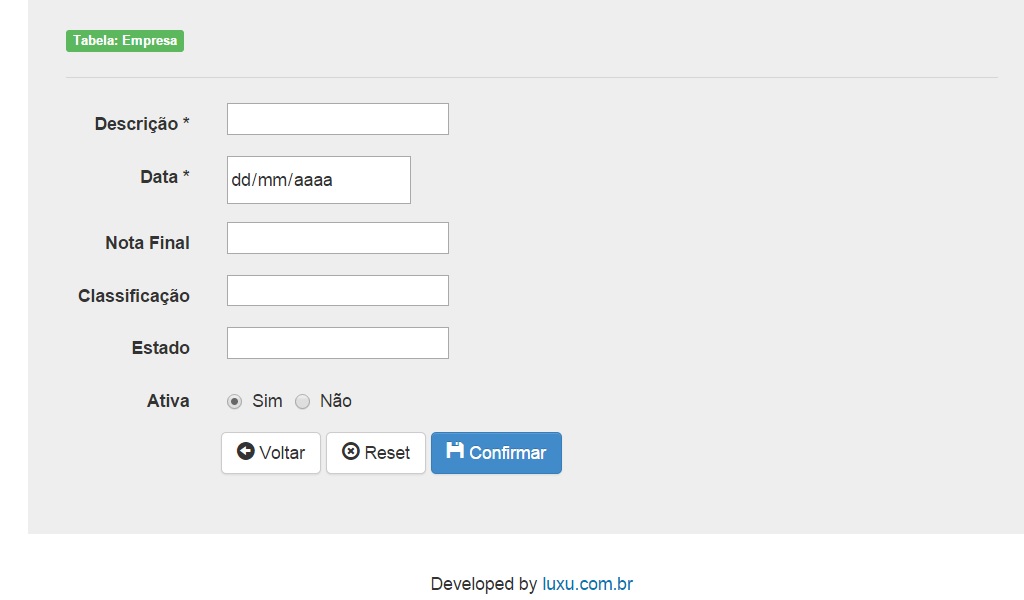 Tabela: Empresa
Descrição *
Data * dd/mm/aaaa
Nota Final
Classificação
Estado
Ativa Sim Não
Voltar Reset Confirmar
Developed by luxu.com.br